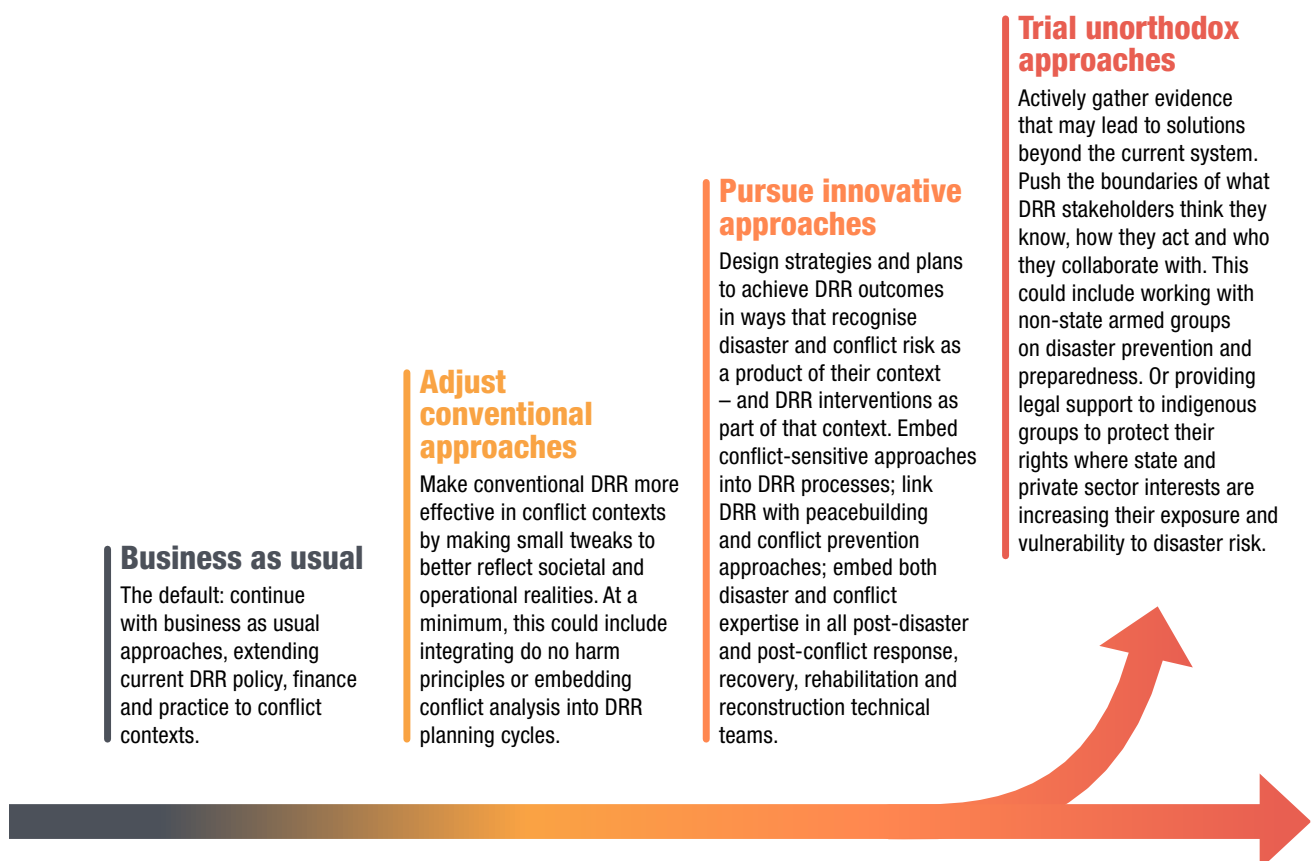 Business as usual
The default: continue
with business as usual
approaches, extending
current DRR policy, finance
and practice to conflict
contexts.
Adjust
conventional
approaches
Make conventional DRR more
effective in conflict contexts
by making small tweaks to
better reflect societal and
operational realities. At a
minimum, this could include
integrating do no harm
principles or embedding
conflict analysis into DRR
planning cycles.
Pursue innovative
approaches
Design strategies and plans
to achieve DRR outcomes
in ways that recognise
disaster and conflict risk as
a product of their context
– and DRR interventions as
part of that context. Embed
conflict-sensitive approaches
into DRR processes; link
DRR with peacebuilding
and conflict prevention
approaches; embed both
disaster and conflict
expertise in all post-disaster
and post-conflict response,
recovery, rehabilitation and
reconstruction technical
teams.
Trial unorthodox
approaches
Actively gather evidence
that may lead to solutions
beyond the current system.
Push the boundaries of what
DRR stakeholders think they
know, how they act and who
they collaborate with. This
could include working with
non-state armed groups
on disaster prevention and
preparedness. Or providing
legal support to indigenous
groups to protect their
rights where state and
private sector interests are
increasing their exposure and
vulnerability to disaster risk.